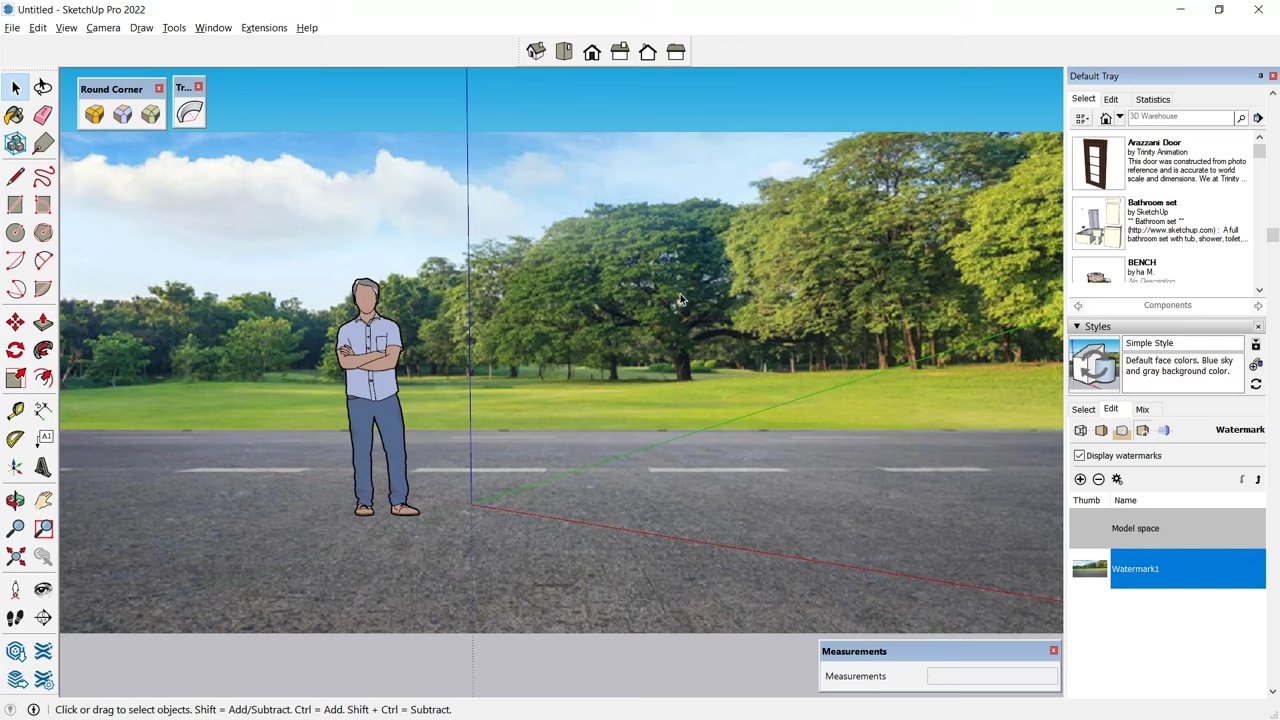 Untitled - SketchUp Pro 2022
File Edit View Camera Draw Tools Window Extensions Help
Round Corner
Tr...
Default Tray
Select Edit Statistics
3D Warehouse
Arazzani Door
by Trinity Animation
This door was constructed from photo
reference and is accurate to world
scale and dimensions. We at Trinity ...
Bathroom set
by SketchUp
** Bathroom set **
(http://www.sketchup.com) : A full
bathroom set with tub, shower, toilet,...
BENCH
by ha M.
Components
Styles
Simple Style
Default face colors. Blue sky
and gray background color.
Select Edit Mix
Watermark
Display watermarks
Thumb Name
Model space
Watermark1
A1
Measurements
Measurements
Click or drag to select objects. Shift = Add/Subtract. Ctrl = Add. Shift + Ctrl = Subtract.